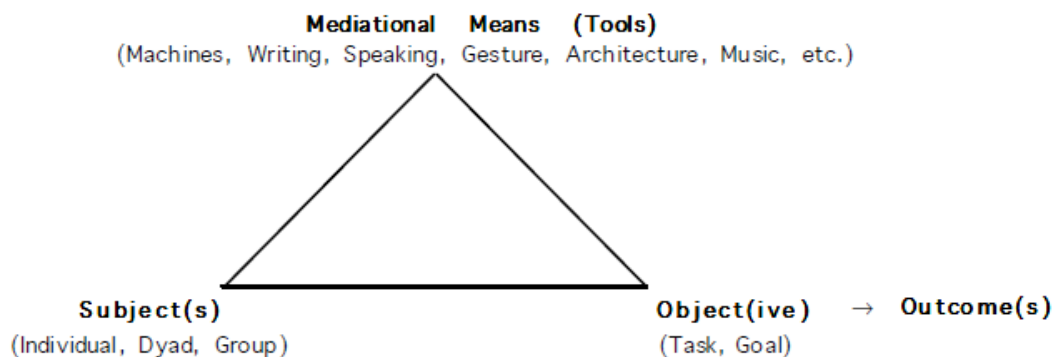 Mediational Means (Tools)
(Machines, Writing, Speaking, Gesture, Architecture, Music, etc.)
Subject(s)
(Individual, Dyad, Group)
Object(ive) → Outcome(s)
(Task, Goal)